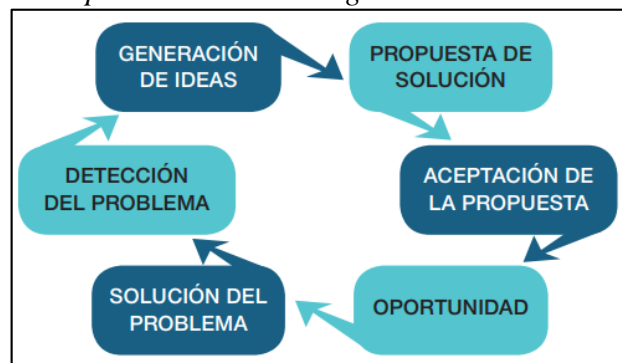 GENERACIÓN
DE IDEAS
PROPUESTA DE
SOLUCIÓN
ACEPTACIÓN DE
LA PROPUESTA
OPORTUNIDAD
SOLUCIÓN DEL
PROBLEMA
DETECCIÓN
DEL PROBLEMA